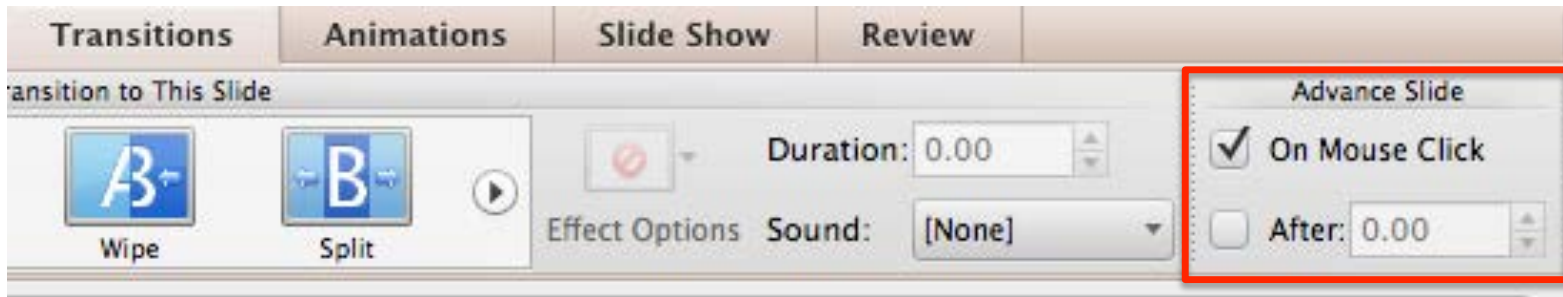 Transitions Animations Slide Show Review
ansition to This Slide
Advance Slide
AB
B
Duration: 0.00
On Mouse Click
Wipe
Split
Effect Options
Sound: [None]
After: 0.00